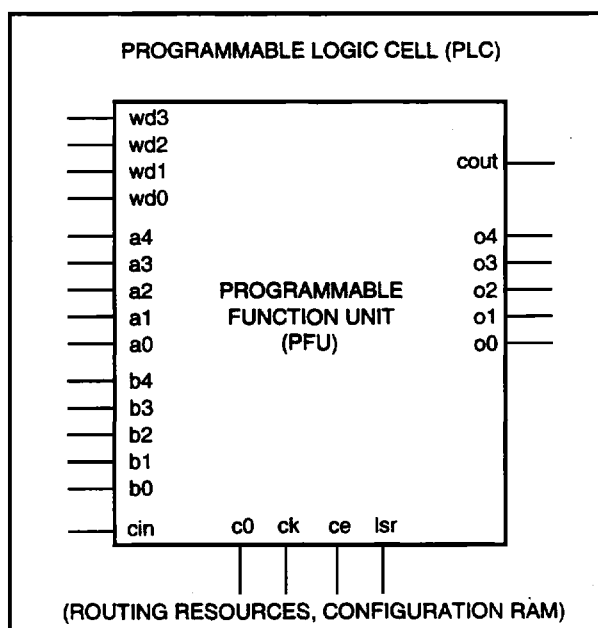 PROGRAMMABLE LOGIC CELL (PLC)
wd3
wd2
wd1
wd0
a4
a3
a2
a1
a0
b4
b3
b2
b1
b0
cin
PROGRAMMABLE
FUNCTION UNIT
(PFU)
cout
o4
o3
o2
o1
o0
c0 ck ce lsr
(ROUTING RESOURCES, CONFIGURATION RAM)